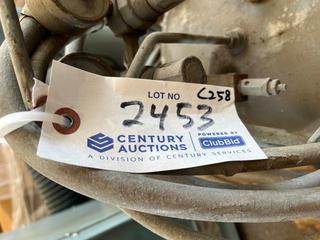 LOT NO
C258
2453
CENTURY AUCTIONS
POWERED BY
ClubBid
A DIVISION OF CENTURY SERVICES